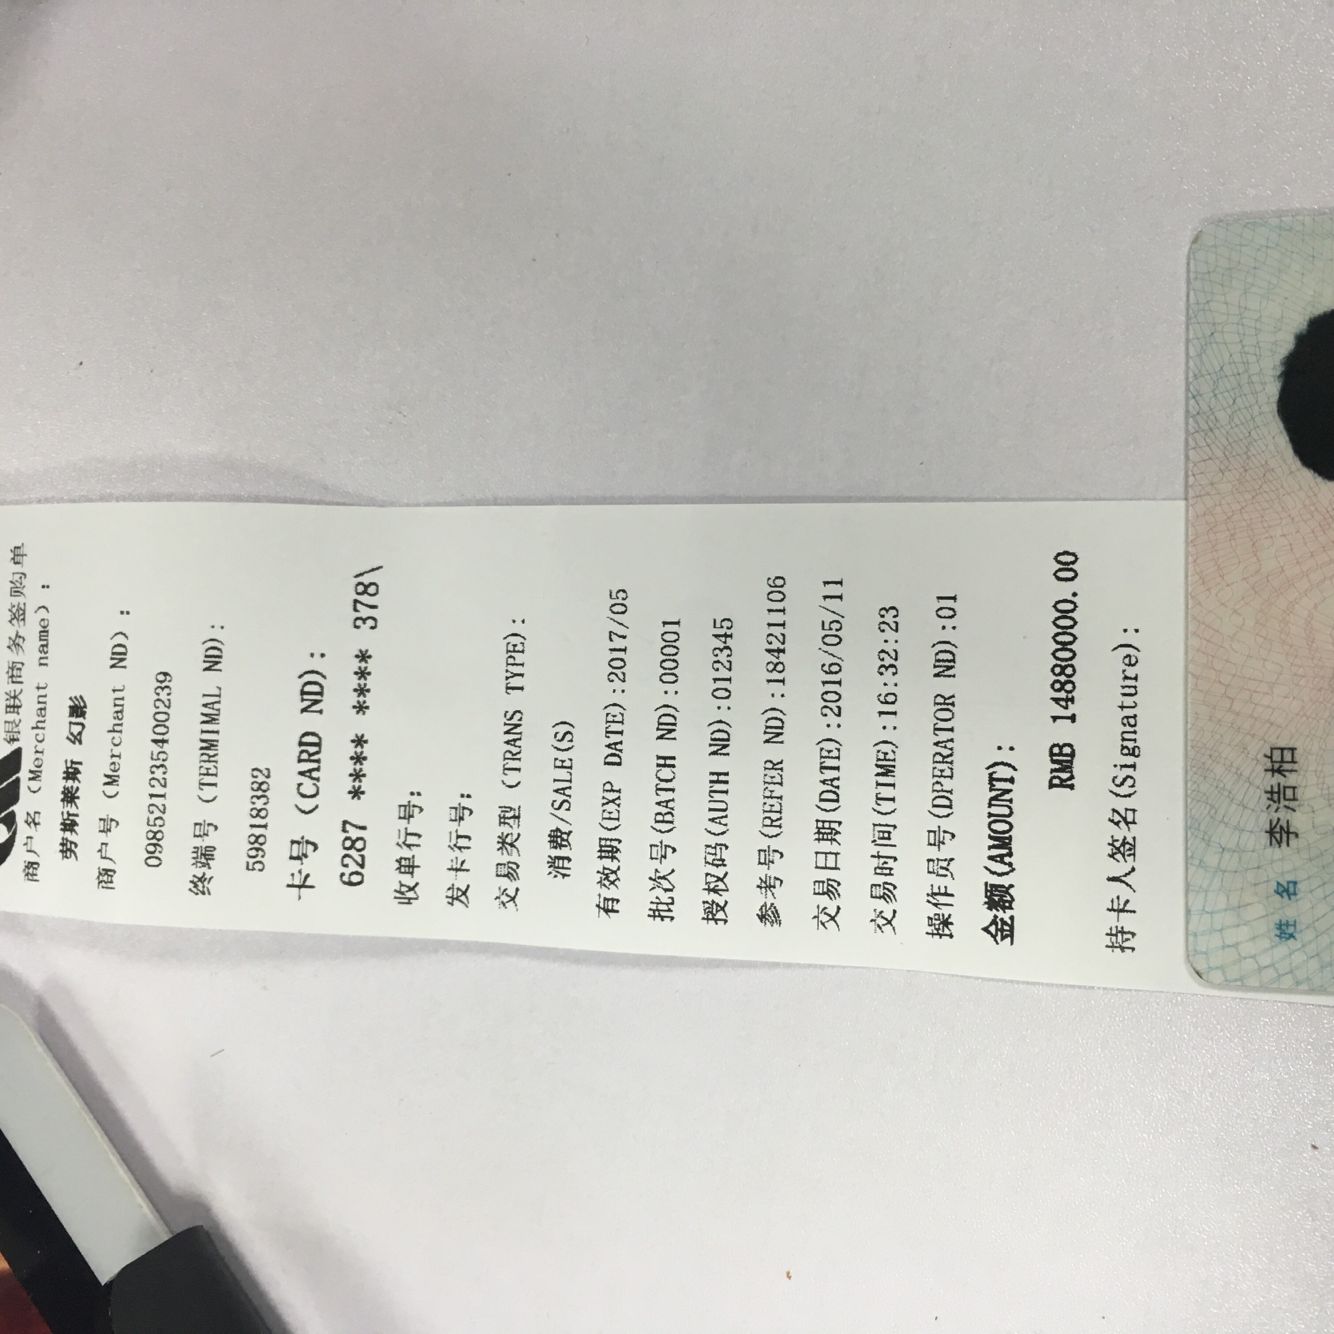 银联商务签购单
商户名（Merchant name）：
劳斯莱斯 幻影
商户号（Merchant ND）：
098521235400239
终端号（TERMIMAL ND):
59818382
卡号（CARD ND):
6287 **** **** 378\
收单行号;
发卡行号;
交易类型（TRANS TYPE):
消费/SALE(S)
有效期(EXP DATE):2017/05
批次号(BATCH ND):00001
授权码(AUTH ND):012345
参考号(REFER ND):18421106
交易日期(DATE):2016/05/11
交易时间(TIME):16:32:23
操作员号(DPERATOR ND):01
金额(AMOUNT):
RMB 14880000.00
持卡人签名(Signature):
姓名 李浩柏